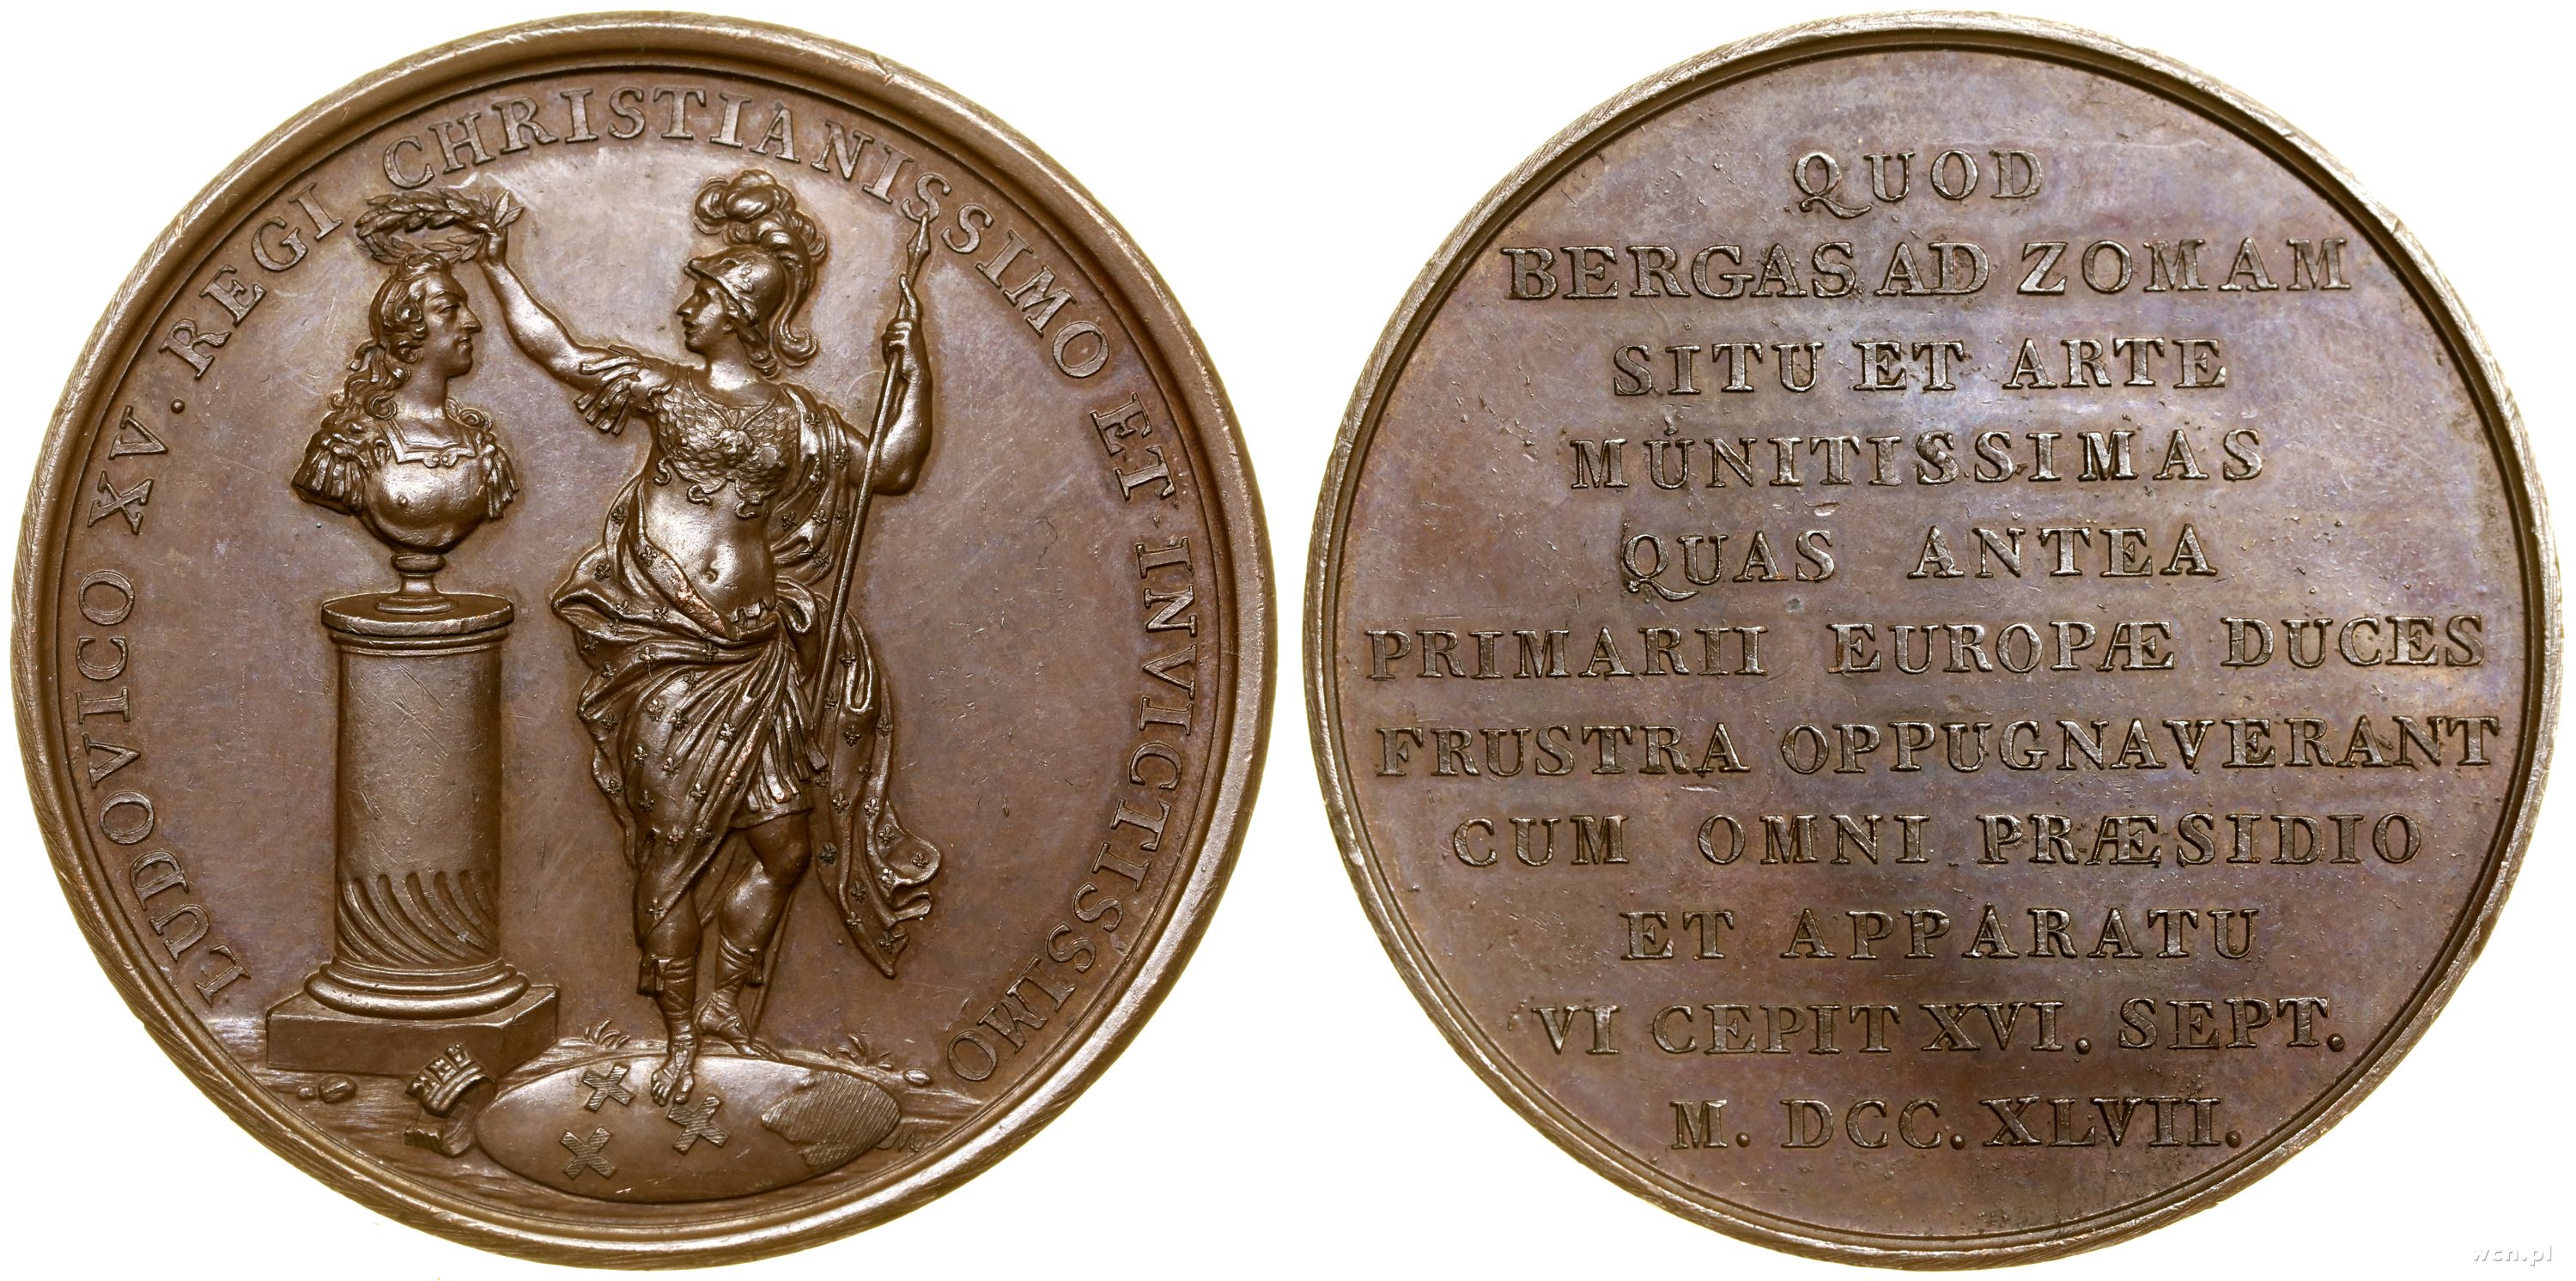 LUDOVICO XV. REGI CHRISTIANISSIMO ET INVICTISSIMO
QUOD
BERGAS AD ZOMAM
SITU ET ARTE
MUNITISSIMAS
QUAS ANTEA
PRIMARII EUROPÆ DUCES
FRUSTRA OPPUGNAVERANT
CUM OMNI PRÆSIDIO
ET APPARATU
VI CEPIT XVI. SEPT.
M. DCC. XLVII.
wcn.pl